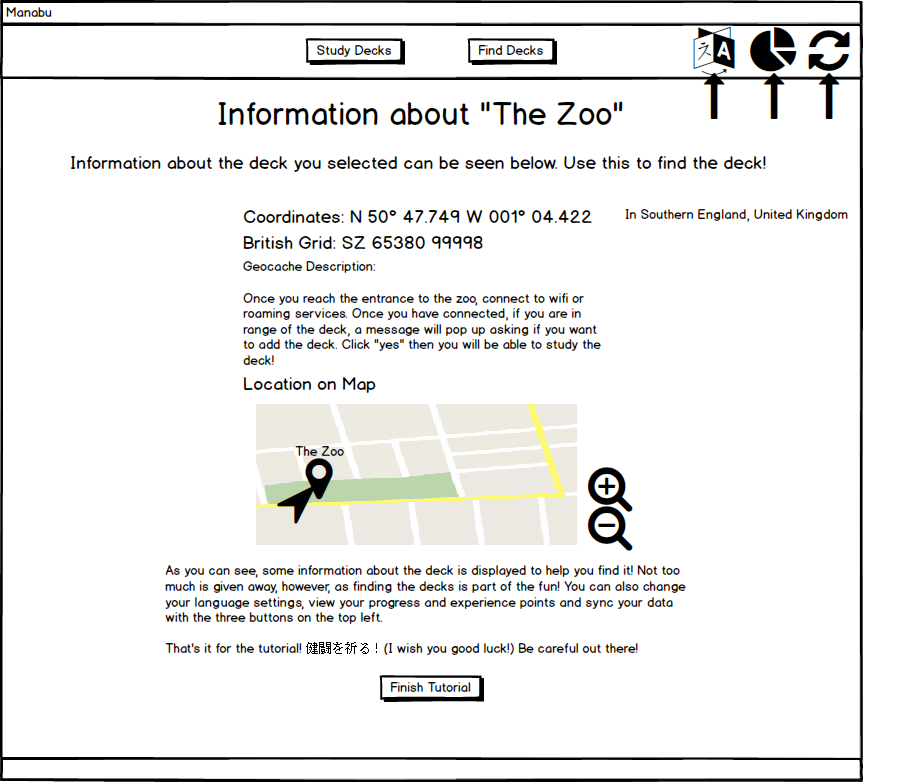 Manabu
Study Decks
Find Decks
Information about "The Zoo"
Information about the deck you selected can be seen below. Use this to find the deck!
Coordinates: N 50° 47.749 W 001° 04.422
In Southern England, United Kingdom
British Grid: SZ 65380 99998
Geocache Description:
Once you reach the entrance to the zoo, connect to wifi or
roaming services. Once you have connected, if you are in
range of the deck, a message will pop up asking if you want
to add the deck. Click "yes" then you will be able to study the
deck!
Location on Map
The Zoo
As you can see, some information about the deck is displayed to help you find it! Not too
much is given away, however, as finding the decks is part of the fun! You can also change
your language settings, view your progress and experience points and sync your data
with the three buttons on the top left.
That's it for the tutorial! 健闘を祈る！(I wish you good luck!) Be careful out there!
Finish Tutorial